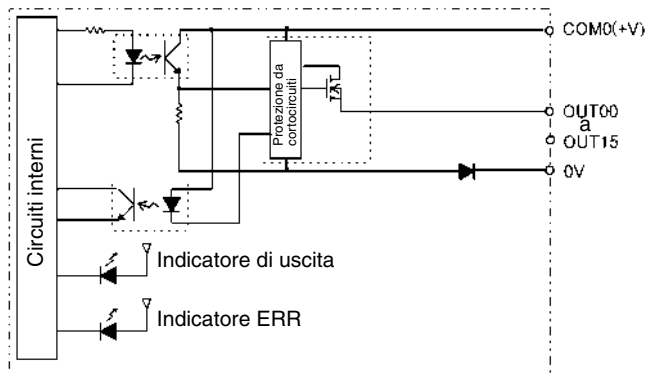 COM0(+V)
Protezione da
cortocircuiti
OUT00
a
OUT15
0V
Circuiti interni
Indicatore di uscita
Indicatore ERR